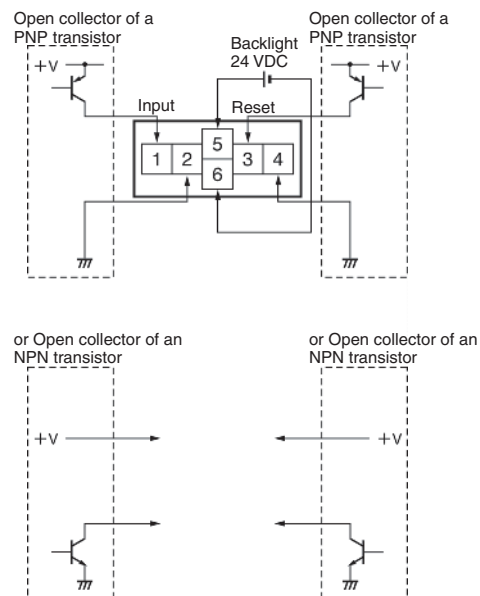 Open collector of a
PNP transistor
Open collector of a
PNP transistor
Backlight
24 VDC
+V
+V
Input
Reset
5
1 2 3 4
6
or Open collector of an
NPN transistor
or Open collector of an
NPN transistor
+V
+V